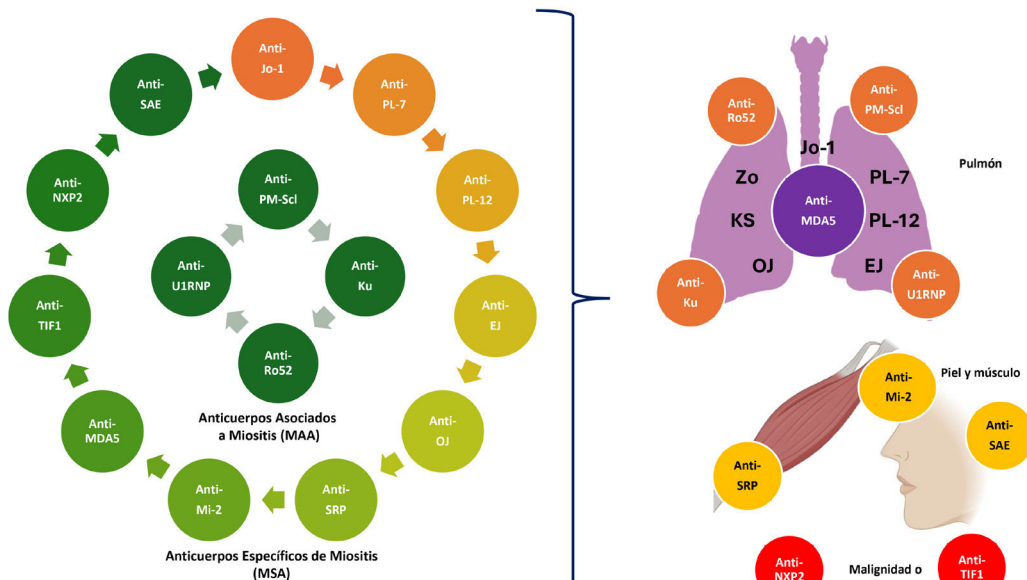 Anti-
Jo-1
Anti-
PL-7
Anti-
PL-12
Anti-
EJ
Anti-
OJ
Anti-
SRP
Anti-
Mi-2
Anti-
MDA5
Anti-
TIF1
Anti-
NXP2
Anti-
SAE
Anti-
PM-Scl
Anti-
Ku
Anti-
Ro52
Anti-
U1RNP
Anticuerpos Asociados
a Miositis (MAA)
Anticuerpos Específicos de Miositis
(MSA)
Anti-
Ro52
Anti-
PM-Scl
Jo-1
Zo
PL-7
Anti-
MDA5
KS
PL-12
OJ
EJ
Anti-
Ku
Anti-
U1RNP
Pulmón
Anti-
Mi-2
Piel y músculo
Anti-
SAE
Anti-
SRP
Anti-
NXP2
Malignidad o
Anti-
TIF1